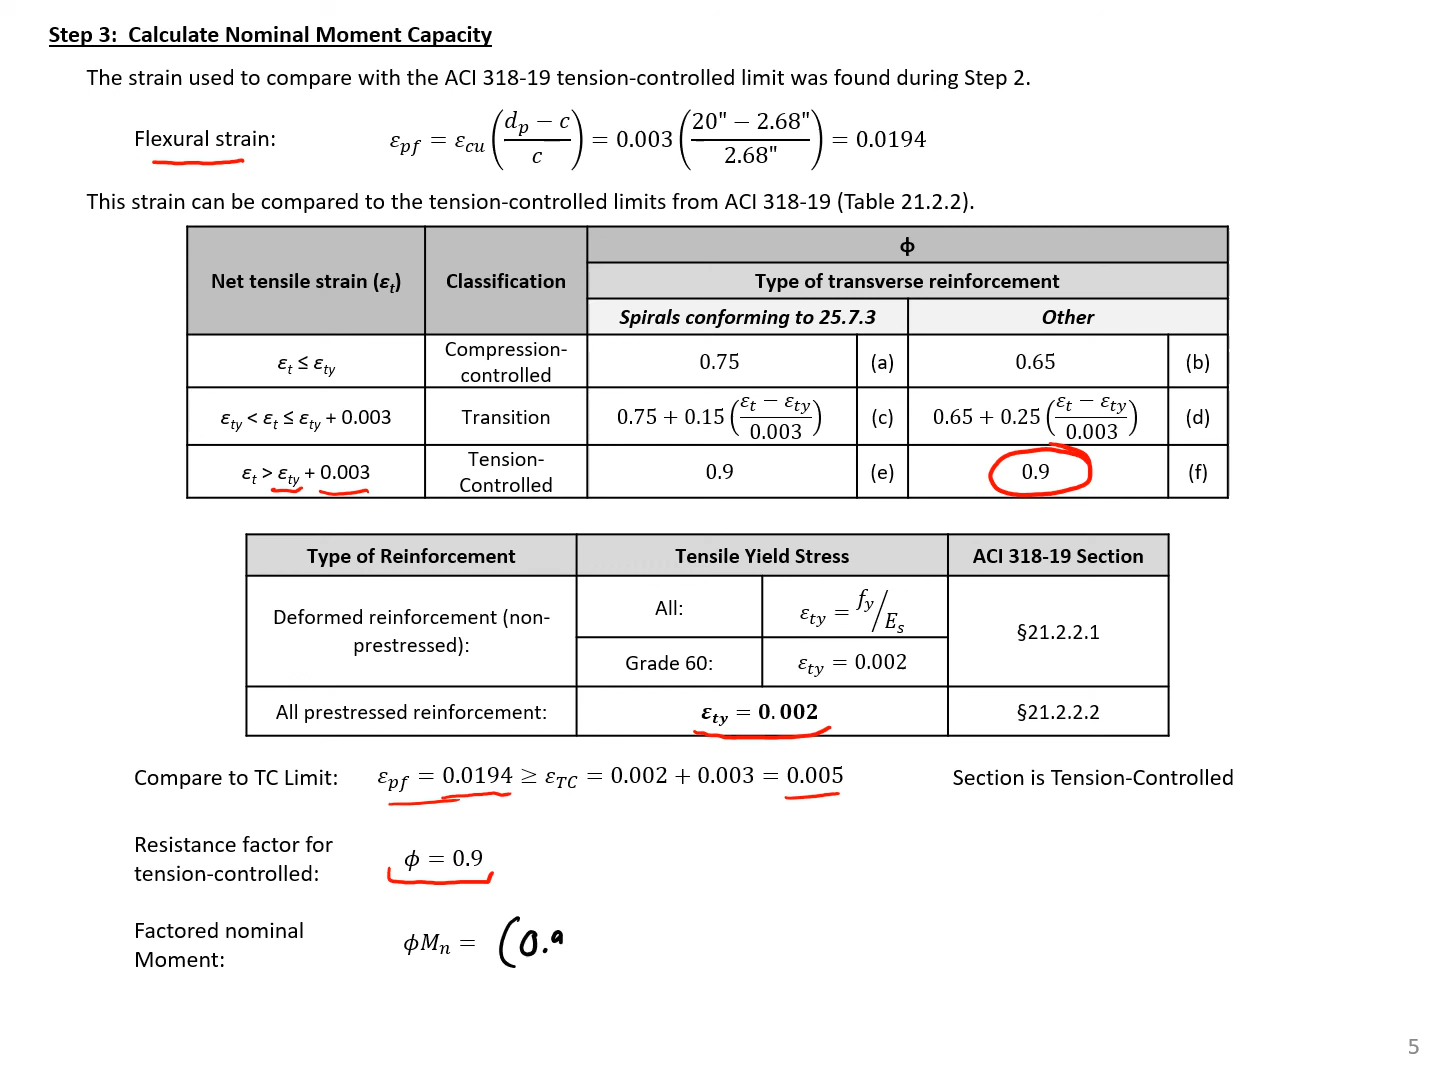 Step 3: Calculate Nominal Moment Capacity
The strain used to compare with the ACI 318-19 tension-controlled limit was found during Step 2.
Flexural strain: ε_pf = ε_cu ((d_p − c)/c) = 0.003 ((20" − 2.68")/2.68") = 0.0194
This strain can be compared to the tension-controlled limits from ACI 318-19 (Table 21.2.2).
Net tensile strain (ε_t) Classification ϕ
Type of transverse reinforcement
Spirals conforming to 25.7.3 Other
ε_t ≤ ε_ty Compression-controlled 0.75 (a) 0.65 (b)
ε_ty < ε_t ≤ ε_ty + 0.003 Transition 0.75 + 0.15 ((ε_t − ε_ty)/0.003) (c) 0.65 + 0.25 ((ε_t − ε_ty)/0.003) (d)
ε_t > ε_ty + 0.003 Tension-Controlled 0.9 (e) 0.9 (f)
Type of Reinforcement Tensile Yield Stress ACI 318-19 Section
Deformed reinforcement (non-prestressed): All: ε_ty = f_y/E_s §21.2.2.1
Grade 60: ε_ty = 0.002
All prestressed reinforcement: ε_ty = 0.002 §21.2.2.2
Compare to TC Limit: ε_pf = 0.0194 ≥ ε_TC = 0.002 + 0.003 = 0.005 Section is Tension-Controlled
Resistance factor for
tension-controlled: ϕ = 0.9
Factored nominal
Moment: ϕM_n = (0.9
5